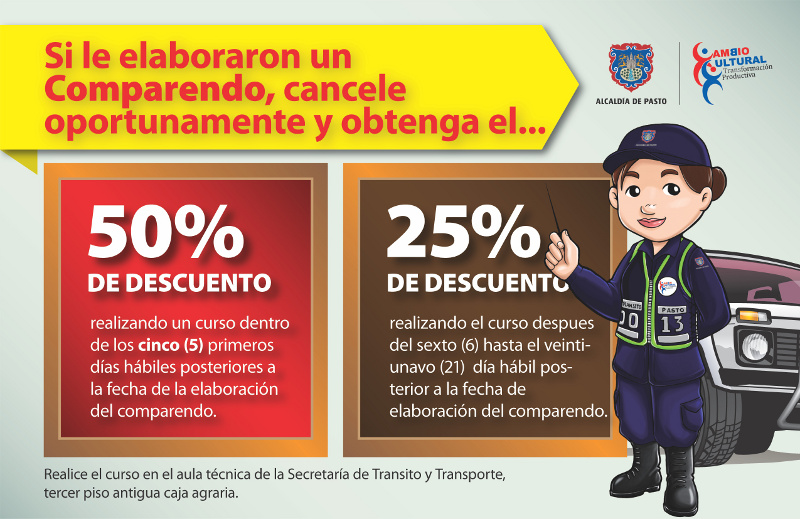 Si le elaboraron un
Comparendo, cancele
oportunamente y obtenga el...
ALCALDÍA DE PASTO
CAMBIO
CULTURAL
Transformación
Productiva
50%
DE DESCUENTO
realizando un curso dentro
de los cinco (5) primeros
días hábiles posteriores a
la fecha de la elaboración
del comparendo.
25%
DE DESCUENTO
realizando el curso despues
del sexto (6) hasta el veinti-
unavo (21) día hábil pos-
terior a la fecha de
elaboración del comparendo.
PASTO
13
Realice el curso en el aula técnica de la Secretaría de Transito y Transporte,
tercer piso antigua caja agraria.